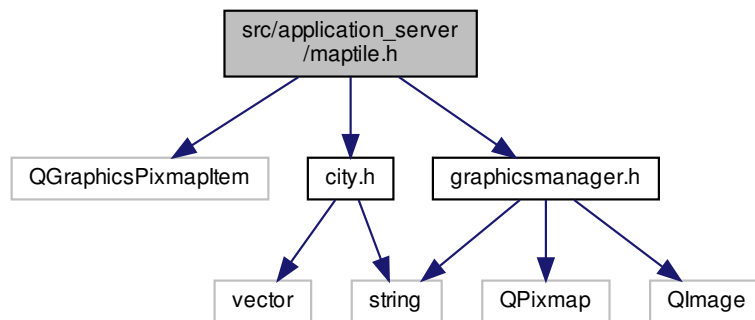 src/application_server
/maptile.h
QGraphicsPixmapItem
city.h
graphicsmanager.h
vector
string
QPixmap
QImage